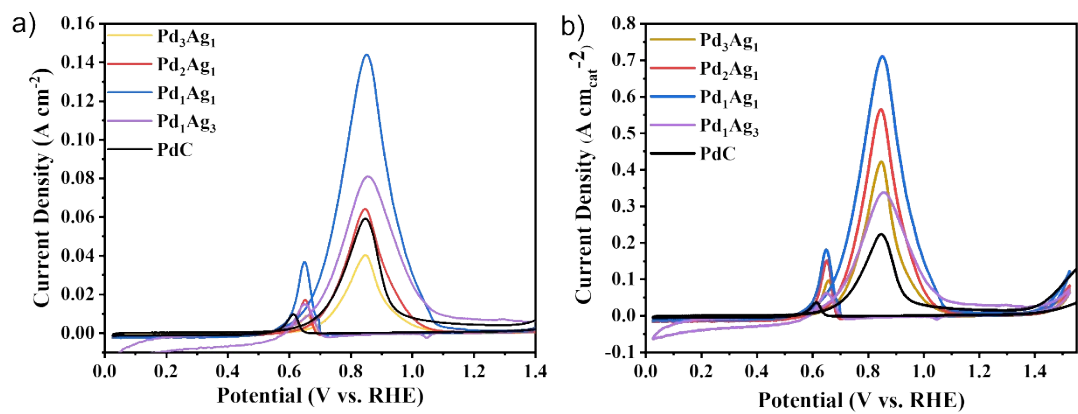 a)
Current Density (A cm⁻²)
0.16
0.14
0.12
0.10
0.08
0.06
0.04
0.02
0.00
Pd₃Ag₁
Pd₂Ag₁
Pd₁Ag₁
Pd₁Ag₃
PdC
0.0 0.2 0.4 0.6 0.8 1.0 1.2 1.4
Potential (V vs. RHE)
b)
Current Density (A cm_cat⁻²)
0.8
0.7
0.6
0.5
0.4
0.3
0.2
0.1
0.0
-0.1
Pd₃Ag₁
Pd₂Ag₁
Pd₁Ag₁
Pd₁Ag₃
PdC
0.0 0.2 0.4 0.6 0.8 1.0 1.2 1.4
Potential (V vs. RHE)